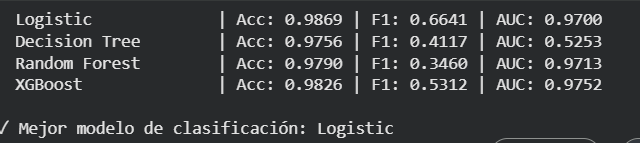 Logistic | Acc: 0.9869 | F1: 0.6641 | AUC: 0.9700
Decision Tree | Acc: 0.9756 | F1: 0.4117 | AUC: 0.5253
Random Forest | Acc: 0.9790 | F1: 0.3460 | AUC: 0.9713
XGBoost | Acc: 0.9826 | F1: 0.5312 | AUC: 0.9752
✓ Mejor modelo de clasificación: Logistic